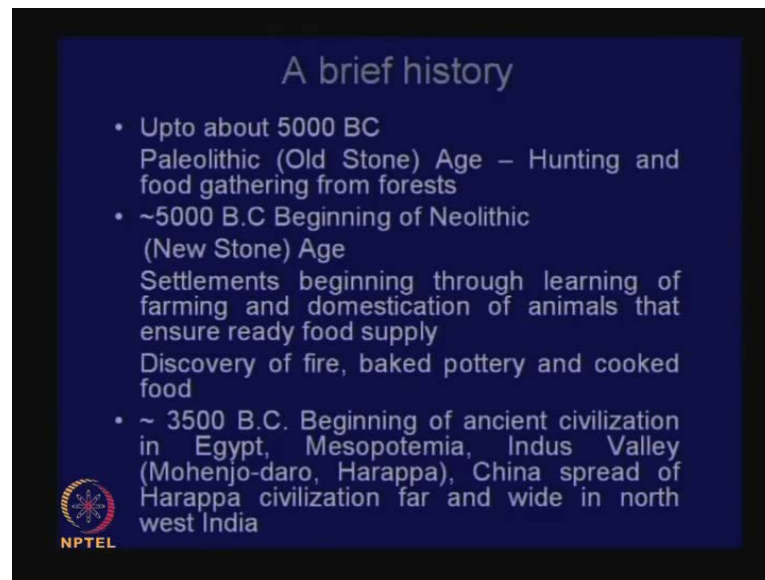 A brief history
• Upto about 5000 BC
Paleolithic (Old Stone) Age – Hunting and
food gathering from forests
• ~5000 B.C Beginning of Neolithic
(New Stone) Age
Settlements beginning through learning of
farming and domestication of animals that
ensure ready food supply
Discovery of fire, baked pottery and cooked
food
• ~ 3500 B.C. Beginning of ancient civilization
in Egypt, Mesopotemia, Indus Valley
(Mohenjo-daro, Harappa), China spread of
Harappa civilization far and wide in north
west India
NPTEL